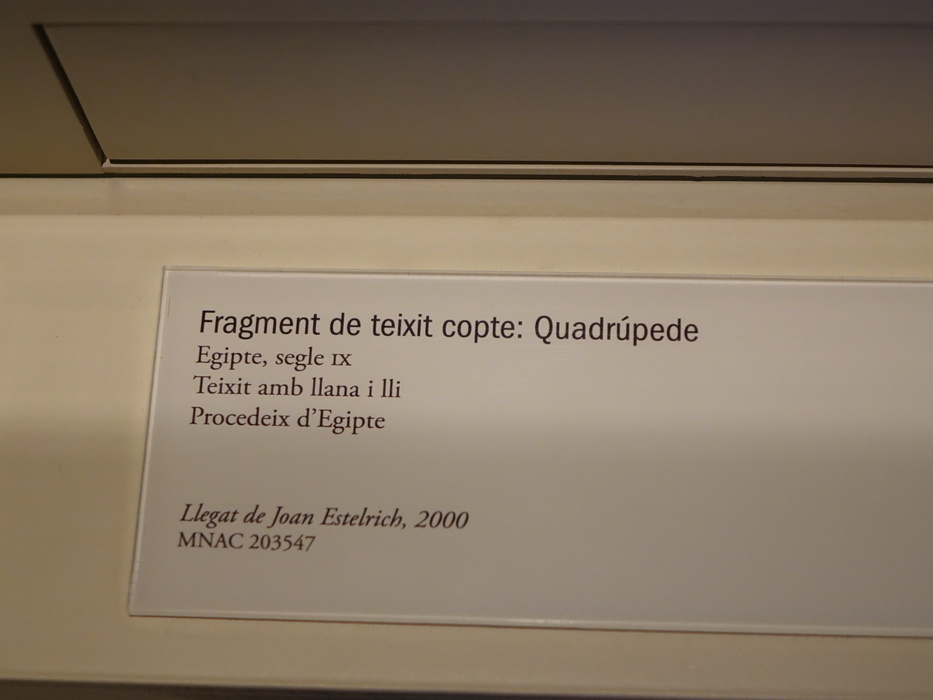 Fragment de teixit copte: Quadrúpede
Egipte, segle IX
Teixit amb llana i lli
Procedeix d'Egipte
Llegat de Joan Estelrich, 2000
MNAC 203547